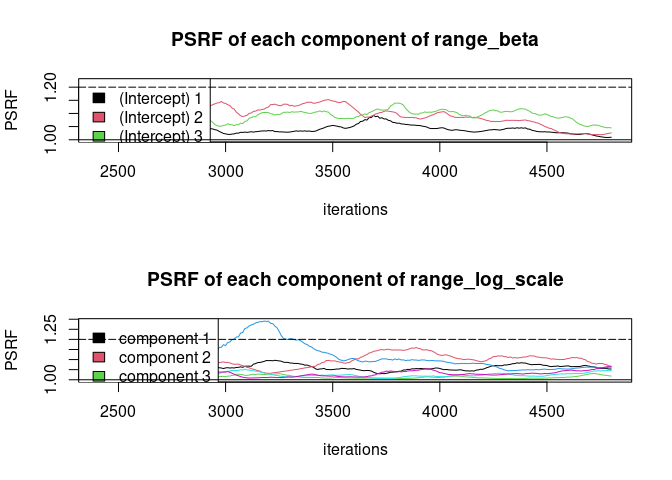 PSRF of each component of range_beta
PSRF
1.00 1.20
(Intercept) 1
(Intercept) 2
(Intercept) 3
2500 3000 3500 4000 4500
iterations
PSRF of each component of range_log_scale
PSRF
1.00 1.25
component 1
component 2
component 3
2500 3000 3500 4000 4500
iterations